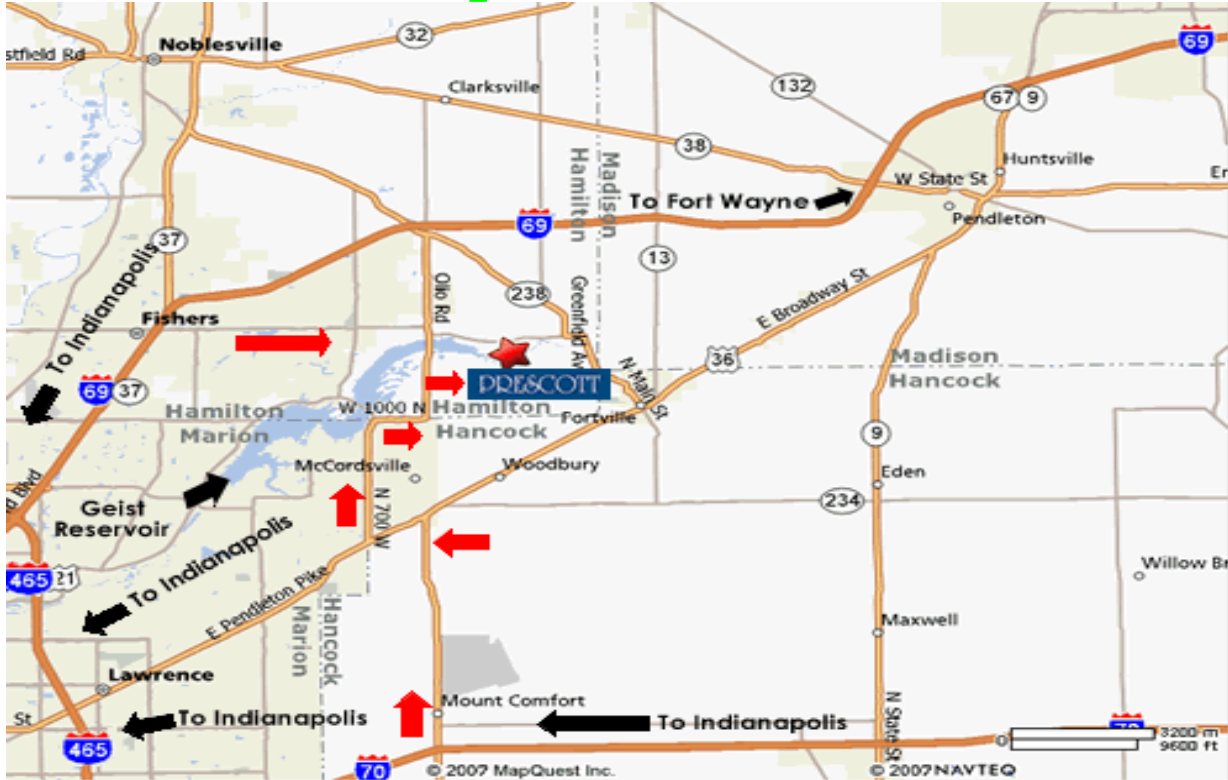 Noblesville
stfield Rd
32
69
Clarksville
132
67
9
38
Huntsville
Hamilton
Madison
W State St
Er
To Fort Wayne
Pendleton
69
37
13
To Indianapolis
Olio Rd
238
Greenfield Av
E Broadway St
Fishers
36
Madison
Hancock
N Main St
PRESCOTT
69
37
W 1000 N
Hamilton
Hancock
Fortville
Hamilton
Marion
9
McCordsville
Woodbury
Eden
d Blvd
Geist
Reservoir
N 700 W
234
To Indianapolis
465
21
Willow Br
E Pendleton Pike
Hancock
Marion
Maxwell
Lawrence
Mount Comfort
N State St
St
To Indianapolis
To Indianapolis
465
70
3200 m
9600 ft
70
© 2007 MapQuest Inc.
© 2007 NAVTEQ